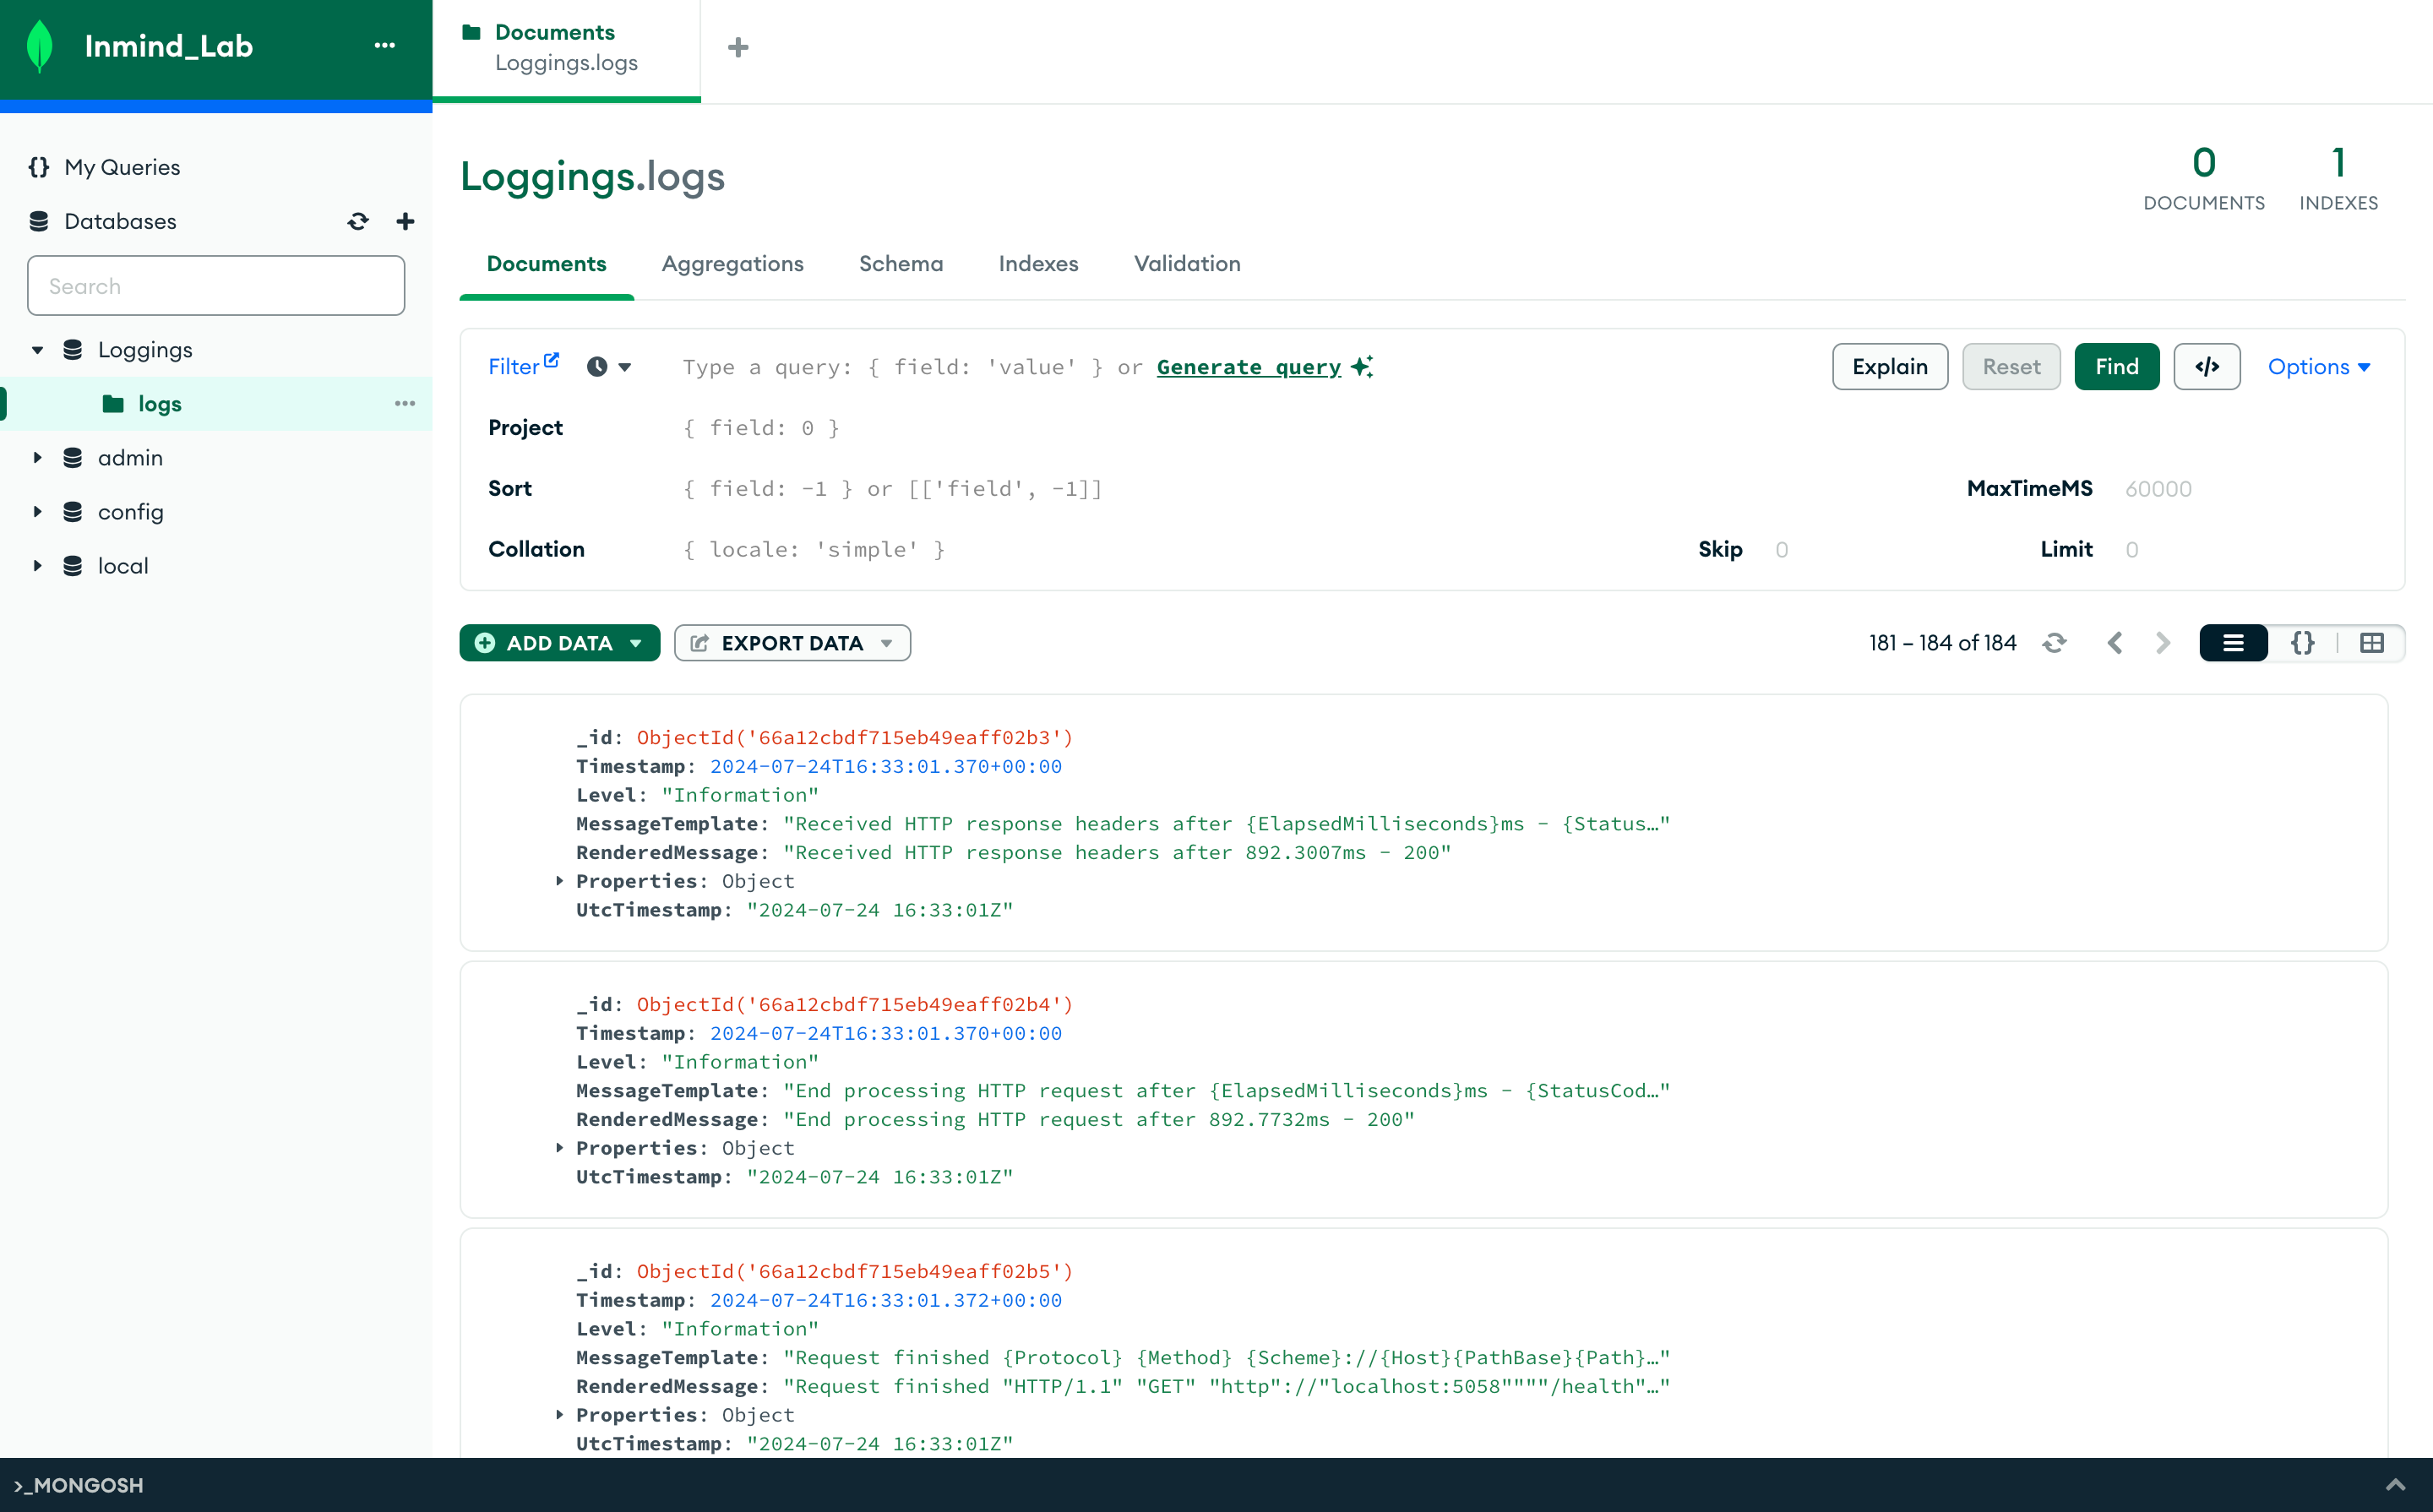 Inmind_Lab
My Queries
Databases
Search
Loggings
logs
admin
config
local
Documents
Loggings.logs
Loggings.logs
0
DOCUMENTS
1
INDEXES
Documents Aggregations Schema Indexes Validation
Filter Type a query: { field: 'value' } or Generate query Explain Reset Find </> Options
Project { field: 0 }
Sort { field: -1 } or [['field', -1]] MaxTimeMS 60000
Collation { locale: 'simple' } Skip 0 Limit 0
ADD DATA EXPORT DATA 181 – 184 of 184 {}
_id: ObjectId('66a12cbdf715eb49eaff02b3')
Timestamp: 2024-07-24T16:33:01.370+00:00
Level: "Information"
MessageTemplate: "Received HTTP response headers after {ElapsedMilliseconds}ms - {Status…"
RenderedMessage: "Received HTTP response headers after 892.3007ms - 200"
Properties: Object
UtcTimestamp: "2024-07-24 16:33:01Z"
_id: ObjectId('66a12cbdf715eb49eaff02b4')
Timestamp: 2024-07-24T16:33:01.370+00:00
Level: "Information"
MessageTemplate: "End processing HTTP request after {ElapsedMilliseconds}ms - {StatusCod…"
RenderedMessage: "End processing HTTP request after 892.7732ms - 200"
Properties: Object
UtcTimestamp: "2024-07-24 16:33:01Z"
_id: ObjectId('66a12cbdf715eb49eaff02b5')
Timestamp: 2024-07-24T16:33:01.372+00:00
Level: "Information"
MessageTemplate: "Request finished {Protocol} {Method} {Scheme}://{Host}{PathBase}{Path}…"
RenderedMessage: "Request finished "HTTP/1.1" "GET" "http"://"localhost:5058""""/health"…"
Properties: Object
UtcTimestamp: "2024-07-24 16:33:01Z"
>_MONGOSH